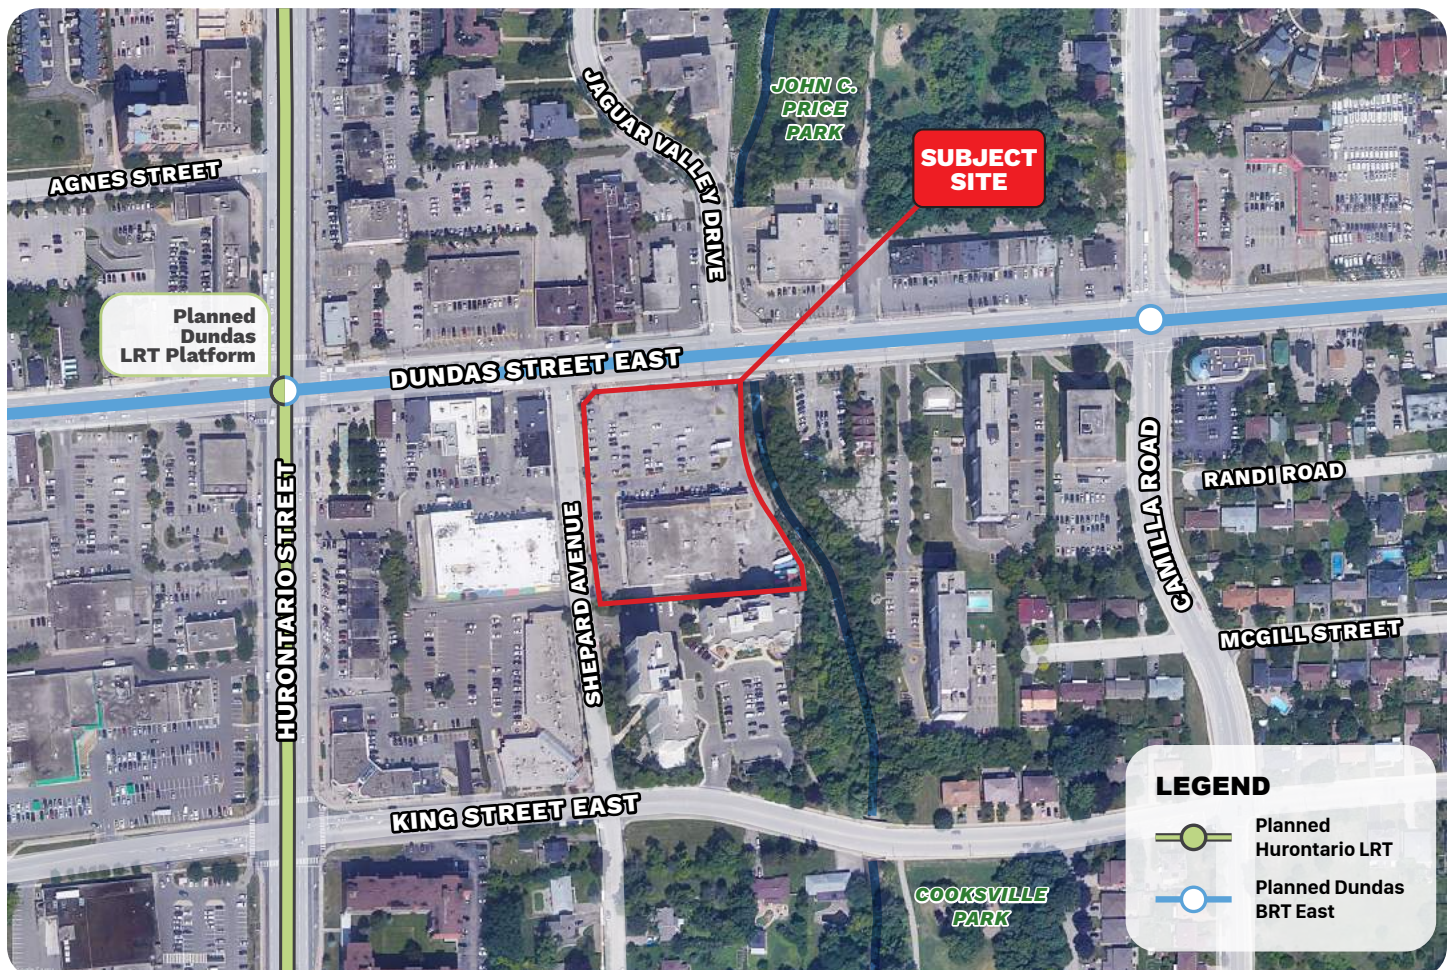 JOHN C.
PRICE
PARK
JAGUAR VALLEY DRIVE
SUBJECT
SITE
AGNES STREET
Planned
Dundas
LRT Platform
DUNDAS STREET EAST
HURONTARIO STREET
SHEPARD AVENUE
CAMILLA ROAD
RANDI ROAD
MCGILL STREET
KING STREET EAST
COOKSVILLE
PARK
LEGEND
Planned
Hurontario LRT
Planned Dundas
BRT East